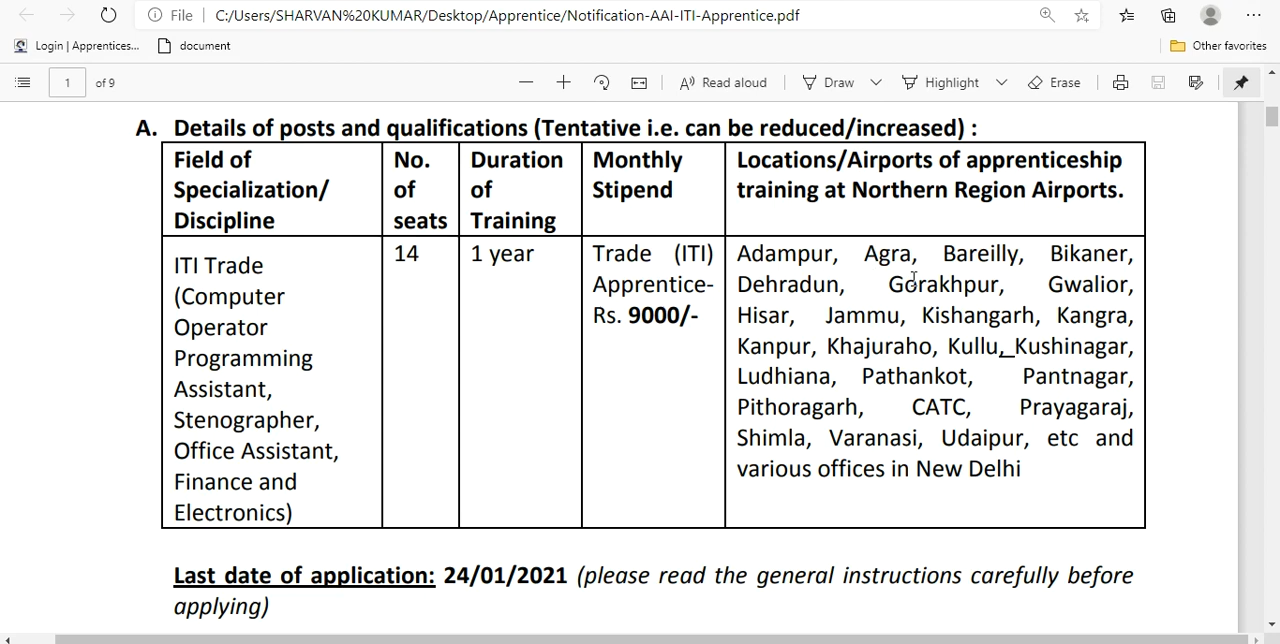 File C:/Users/SHARVAN%20KUMAR/Desktop/Apprentice/Notification-AAI-ITI-Apprentice.pdf
Login | Apprentices... document Other favorites
1 of 9 Read aloud Draw Highlight Erase
A. Details of posts and qualifications (Tentative i.e. can be reduced/increased) :
Field of
Specialization/
Discipline
No.
of
seats
Duration
of
Training
Monthly
Stipend
Locations/Airports of apprenticeship
training at Northern Region Airports.
ITI Trade
(Computer
Operator
Programming
Assistant,
Stenographer,
Office Assistant,
Finance and
Electronics)
14
1 year
Trade (ITI)
Apprentice-
Rs. 9000/-
Adampur, Agra, Bareilly, Bikaner,
Dehradun, Gorakhpur, Gwalior,
Hisar, Jammu, Kishangarh, Kangra,
Kanpur, Khajuraho, Kullu, Kushinagar,
Ludhiana, Pathankot, Pantnagar,
Pithoragarh, CATC, Prayagaraj,
Shimla, Varanasi, Udaipur, etc and
various offices in New Delhi
Last date of application: 24/01/2021 (please read the general instructions carefully before
applying)